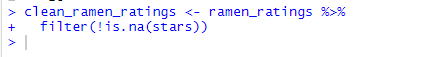 > clean_ramen_ratings <- ramen_ratings %>%
+   filter(!is.na(stars))
>